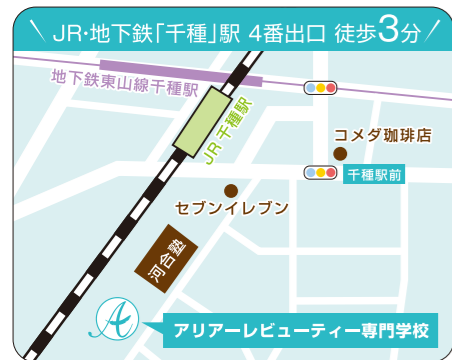 JR・地下鉄「千種」駅 4番出口 徒歩3分
地下鉄東山線千種駅
JR千種駅
コメダ珈琲店
千種駅前
セブンイレブン
河合塾
A
アリアーレビューティー専門学校